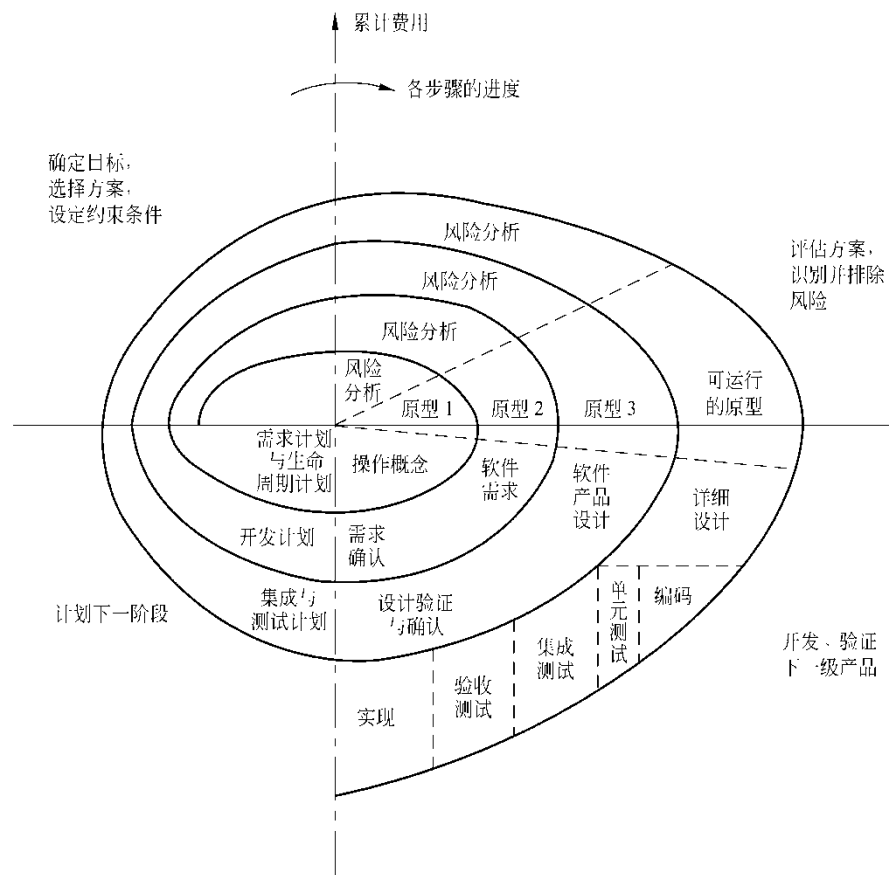 累计费用
各步骤的进度
确定目标,
选择方案,
设定约束条件
风险分析
评估方案,
识别并排除
风险
风险分析
风险分析
风险
分析
可运行
的原型
原型 1
原型 2
原型 3
需求计划
与生命
周期计划
操作概念
软件
需求
软件
产品
设计
详细
设计
开发计划
需求
确认
计划下一阶段
集成与
测试计划
设计验证
与确认
单
元
测
试
编码
集成
测试
开发、验证
下一级产品
验收
测试
实现